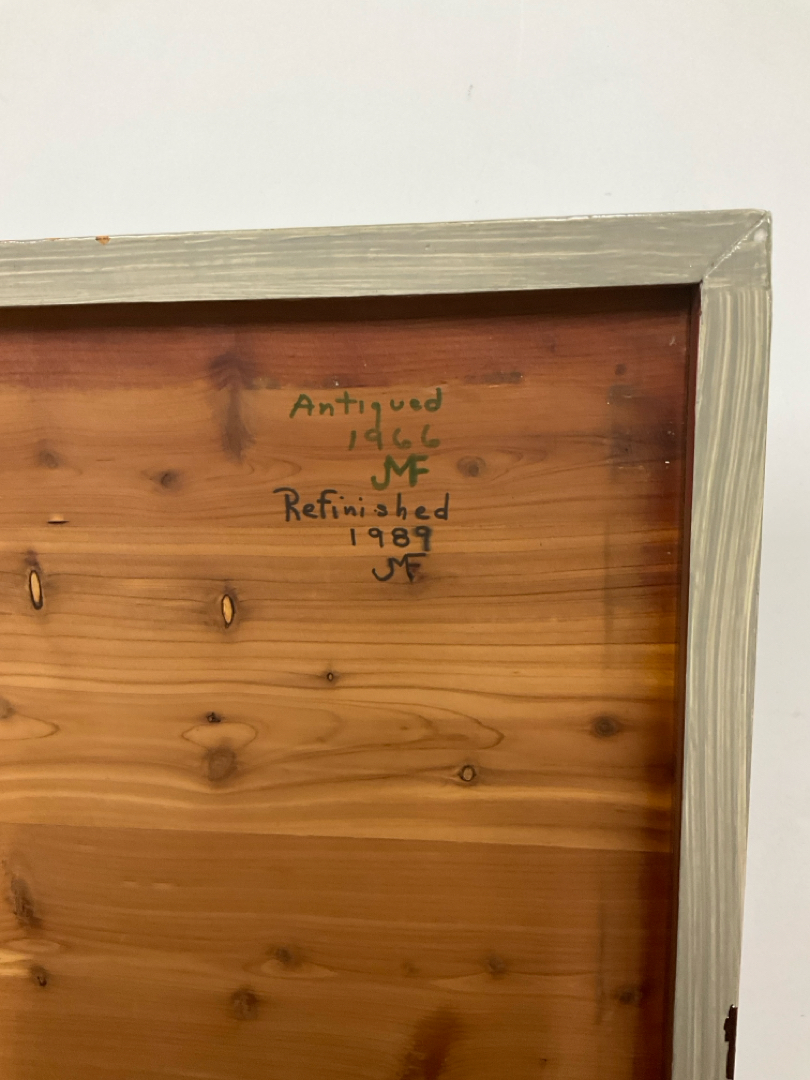 Antiqued
1966
JMF
Refinished
1989
JMF